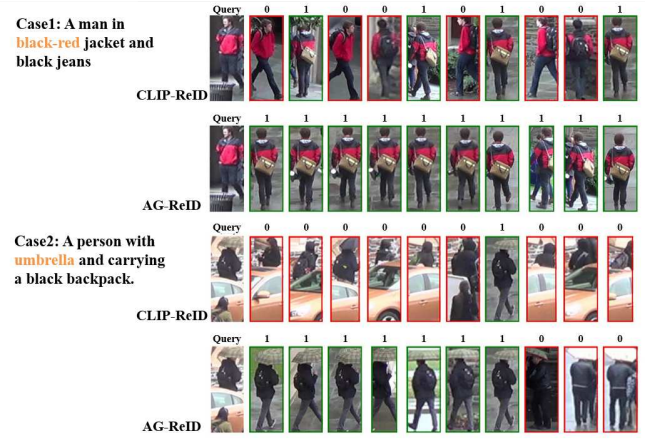 Case1: A man in
black-red jacket and
black jeans
Query 0 1 0 0 1 0 1 0 0 1
CLIP-ReID
Query 1 1 1 1 1 1 1 1 1 1
AG-ReID
Case2: A person with
umbrella and carrying
a black backpack.
Query 0 0 0 0 0 0 1 0 0 0
CLIP-ReID
Query 1 1 1 1 1 1 1 0 0 0
AG-ReID